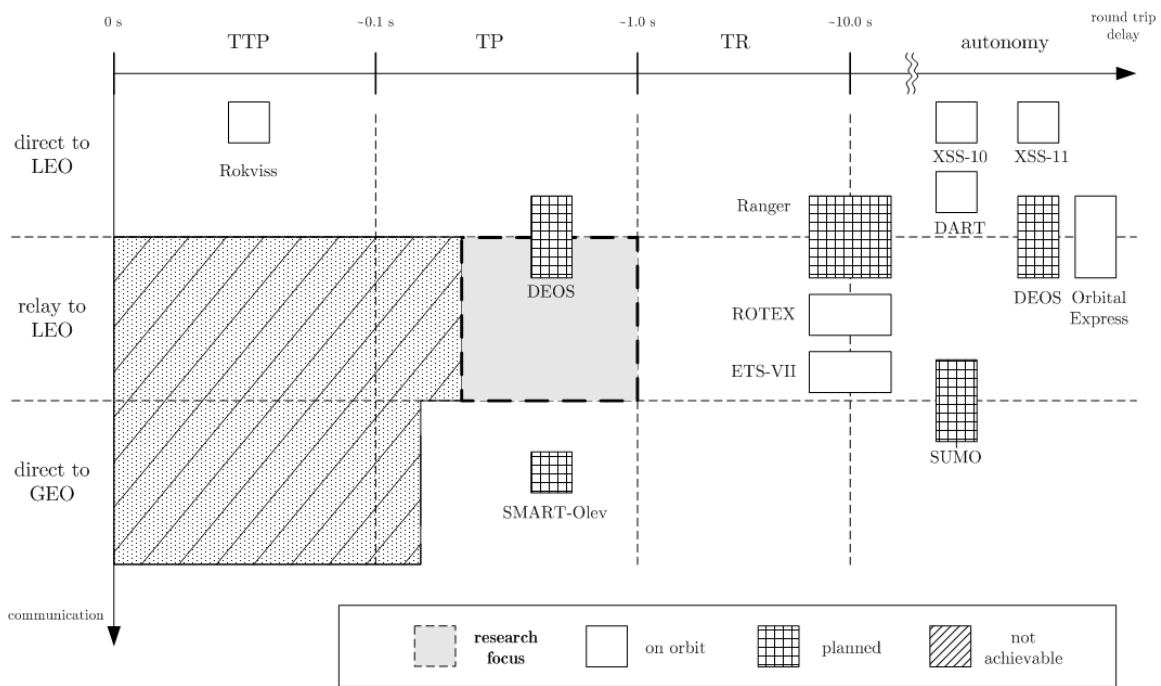 0 s
~0.1 s
~1.0 s
~10.0 s
round trip
delay
TTP
TP
TR
autonomy
direct to
LEO
Rokviss
XSS-10
XSS-11
Ranger
DART
relay to
LEO
DEOS
ROTEX
ETS-VII
DEOS
Orbital
Express
direct to
GEO
SMART-Olev
SUMO
communication
research
focus
on orbit
planned
not
achievable